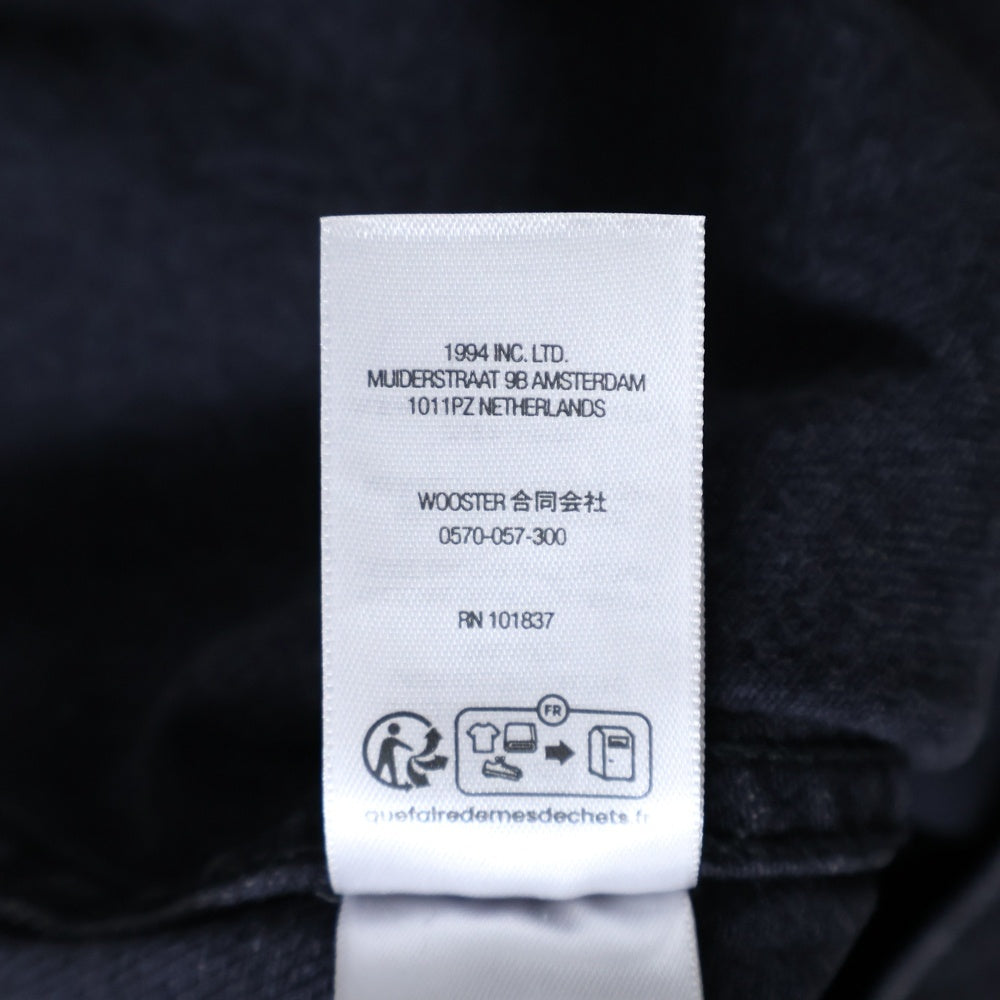 1994 INC. LTD.
MUIDERSTRAAT 9B AMSTERDAM
1011PZ NETHERLANDS
WOOSTER 合同会社
0570-057-300
RN 101837
FR
quefairedemesdechets.fr